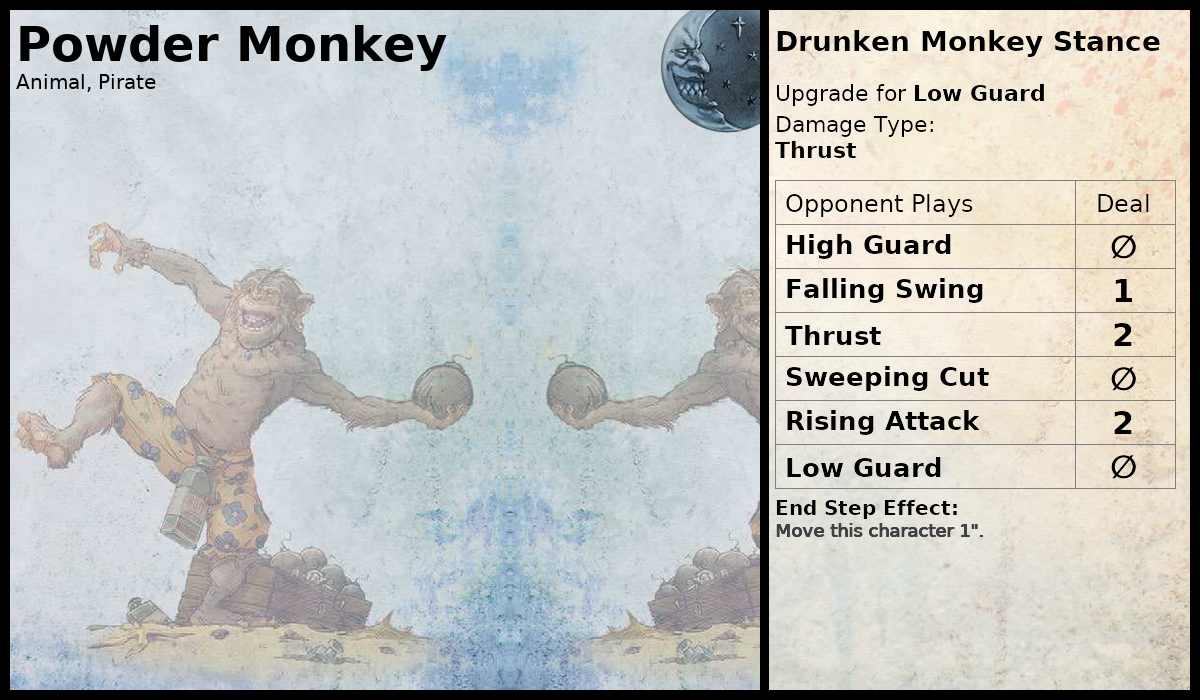 Powder Monkey
Animal, Pirate
Drunken Monkey Stance
Upgrade for Low Guard
Damage Type:
Thrust
Opponent Plays Deal
High Guard ∅
Falling Swing 1
Thrust 2
Sweeping Cut ∅
Rising Attack 2
Low Guard ∅
End Step Effect:
Move this character 1".